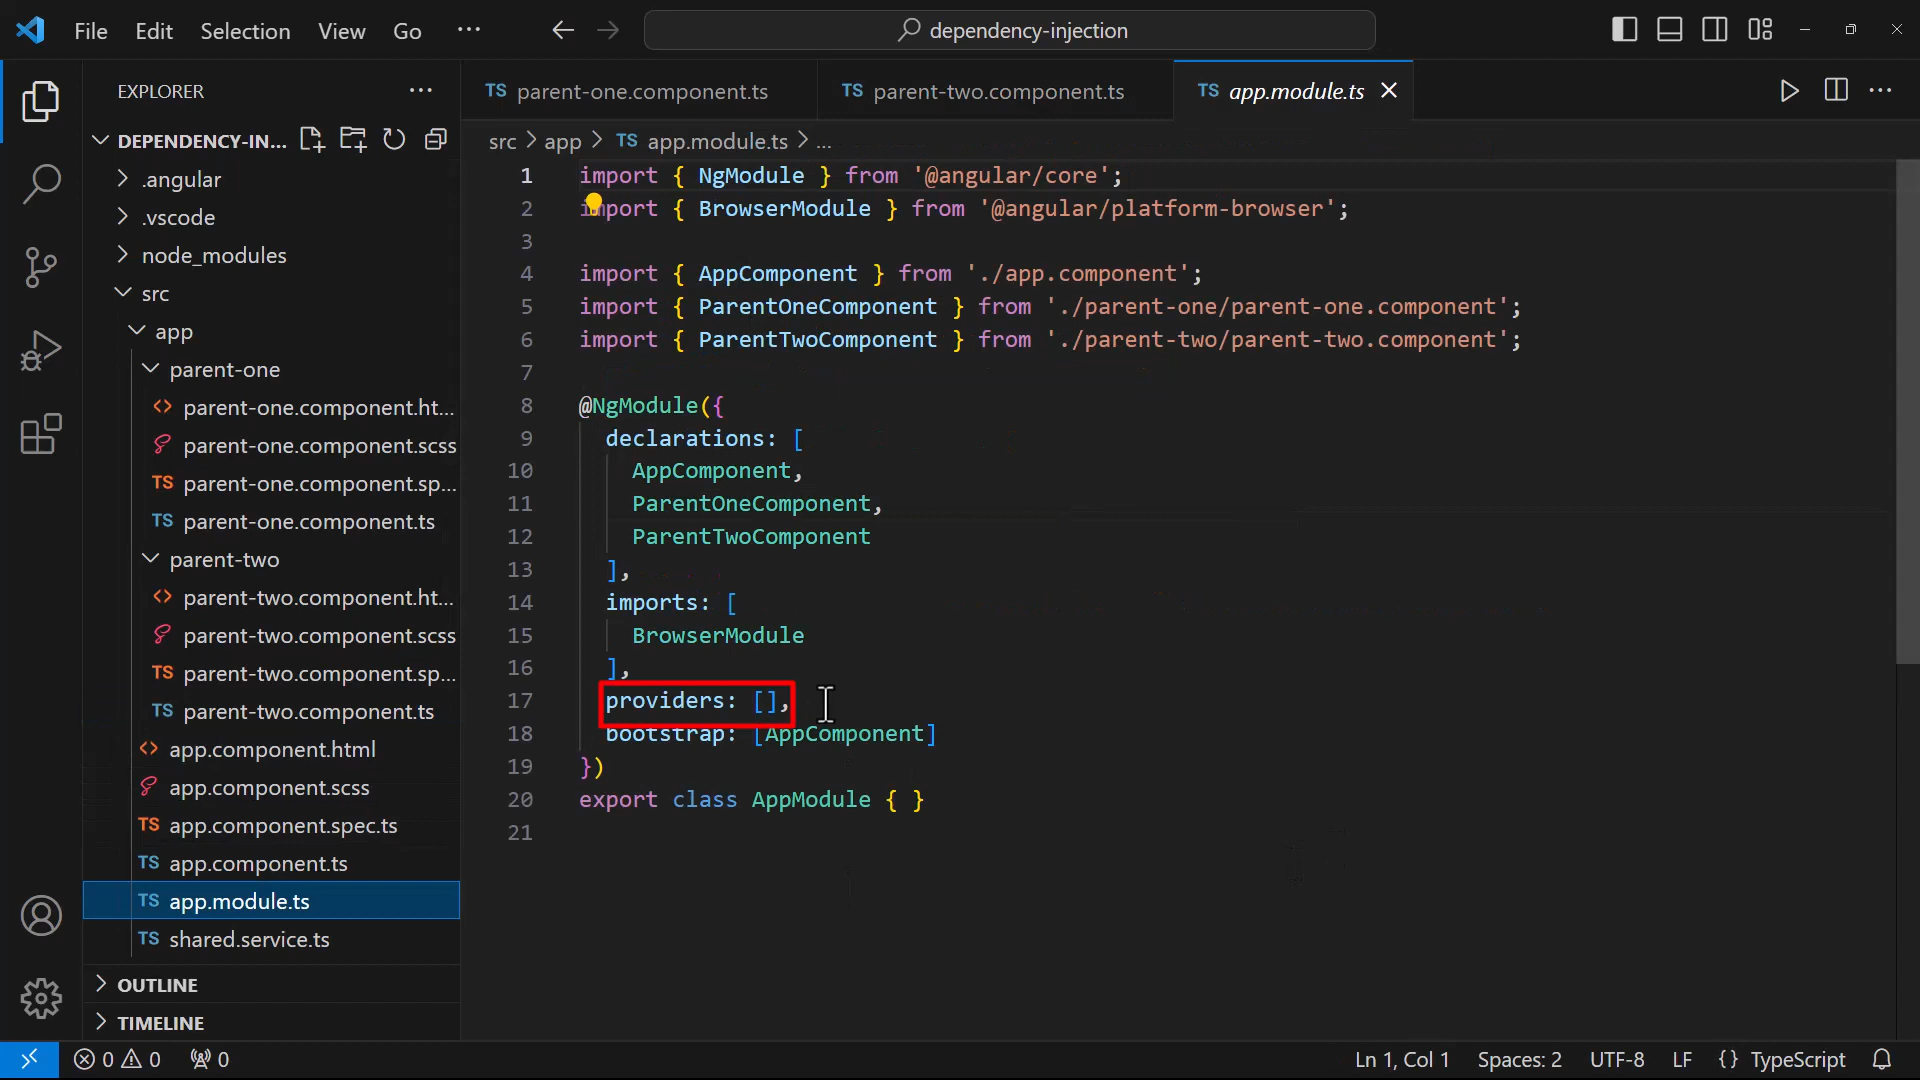 File Edit Selection View Go ...
dependency-injection
EXPLORER ...
DEPENDENCY-IN...
.angular
.vscode
node_modules
src
app
parent-one
parent-one.component.ht...
parent-one.component.scss
TS parent-one.component.sp...
TS parent-one.component.ts
parent-two
parent-two.component.ht...
parent-two.component.scss
TS parent-two.component.sp...
TS parent-two.component.ts
app.component.html
app.component.scss
TS app.component.spec.ts
TS app.component.ts
TS app.module.ts
TS shared.service.ts
OUTLINE
TIMELINE
TS parent-one.component.ts TS parent-two.component.ts TS app.module.ts
src > app > TS app.module.ts > ...
1 import { NgModule } from '@angular/core';
2 import { BrowserModule } from '@angular/platform-browser';
3
4 import { AppComponent } from './app.component';
5 import { ParentOneComponent } from './parent-one/parent-one.component';
6 import { ParentTwoComponent } from './parent-two/parent-two.component';
7
8 @NgModule({
9 declarations: [
10 AppComponent,
11 ParentOneComponent,
12 ParentTwoComponent
13 ],
14 imports: [
15 BrowserModule
16 ],
17 providers: [],
18 bootstrap: [AppComponent]
19 })
20 export class AppModule { }
21
0 0 0 Ln 1, Col 1 Spaces: 2 UTF-8 LF {} TypeScript